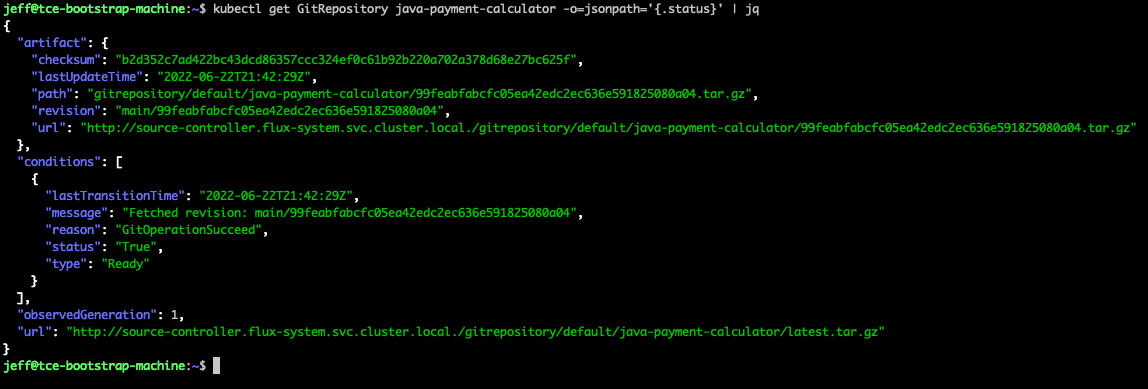 jeff@tce-bootstrap-machine:~$ kubectl get GitRepository java-payment-calculator -o=jsonpath='{.status}' | jq
{
  "artifact": {
    "checksum": "b2d352c7ad422bc43dcd86357ccc324ef0c61b92b220a702a378d68e27bc625f",
    "lastUpdateTime": "2022-06-22T21:42:29Z",
    "path": "gitrepository/default/java-payment-calculator/99feabfabcfc05ea42edc2ec636e591825080a04.tar.gz",
    "revision": "main/99feabfabcfc05ea42edc2ec636e591825080a04",
    "url": "http://source-controller.flux-system.svc.cluster.local./gitrepository/default/java-payment-calculator/99feabfabcfc05ea42edc2ec636e591825080a04.tar.gz"
  },
  "conditions": [
    {
      "lastTransitionTime": "2022-06-22T21:42:29Z",
      "message": "Fetched revision: main/99feabfabcfc05ea42edc2ec636e591825080a04",
      "reason": "GitOperationSucceed",
      "status": "True",
      "type": "Ready"
    }
  ],
  "observedGeneration": 1,
  "url": "http://source-controller.flux-system.svc.cluster.local./gitrepository/default/java-payment-calculator/latest.tar.gz"
}
jeff@tce-bootstrap-machine:~$